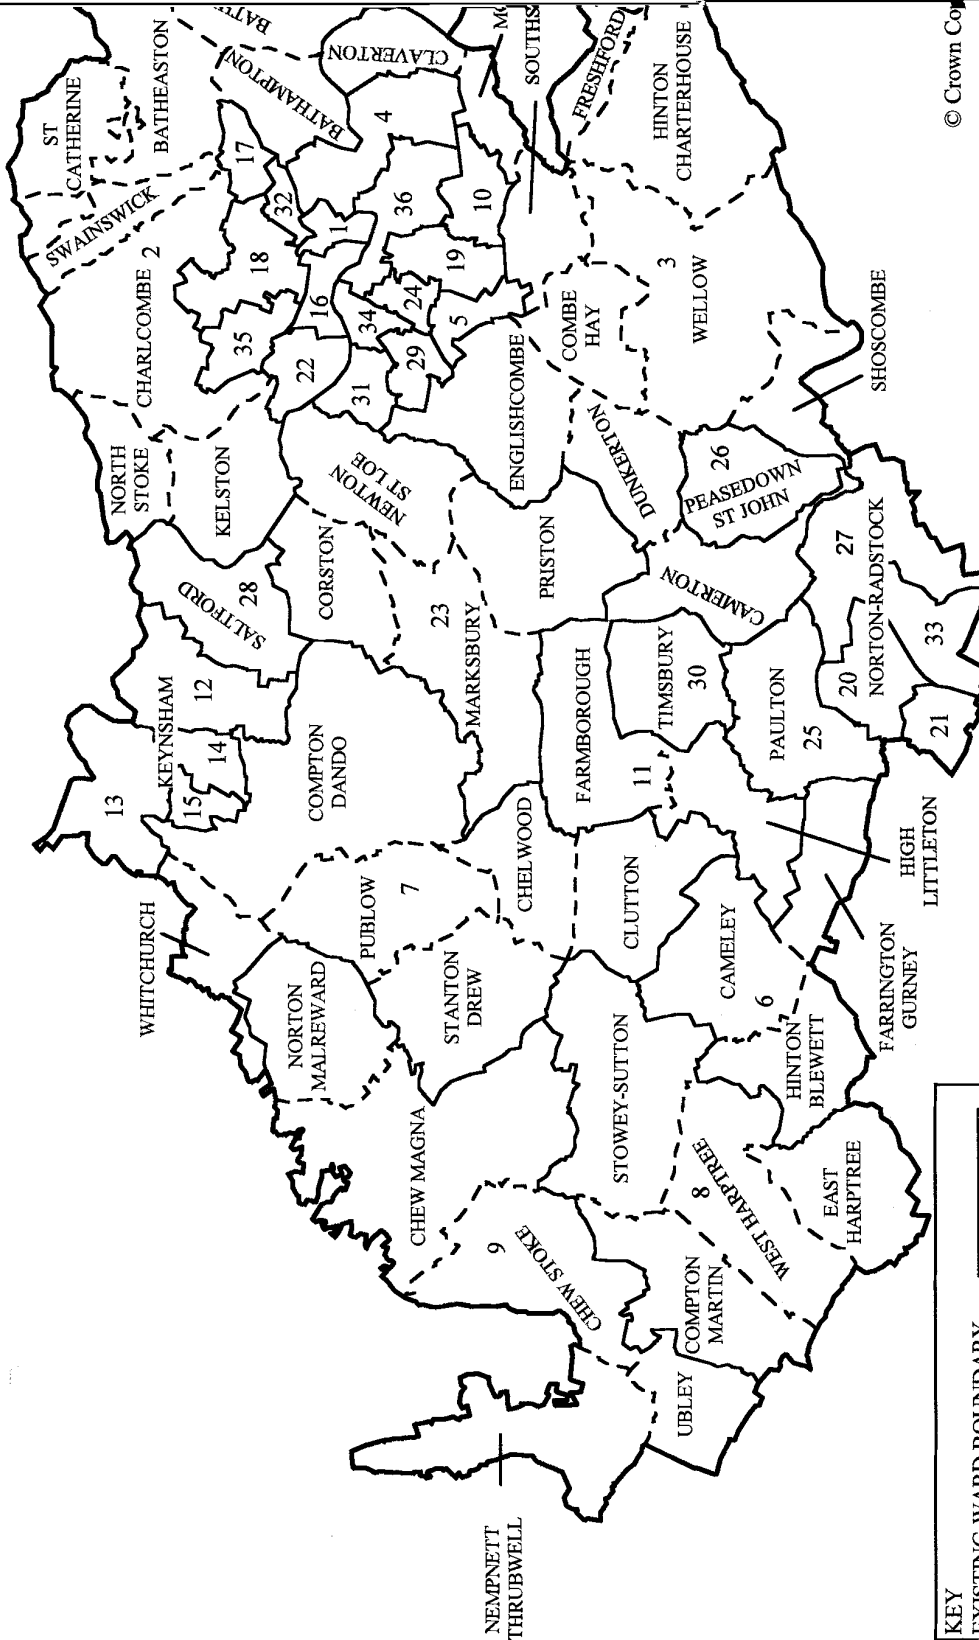 © Crown Co
ST
CATHERINE
BATHEASTON
SWAINSWICK
CHARLCOMBE
2
BATHAMPTON
CLAVERTON
SOUTHS
FRESHFORD
HINTON
CHARTERHOUSE
17
4
32
1
36
10
18
16
19
35
34
24
5
22
31
29
3
WELLOW
COMBE
HAY
SHOSCOMBE
NORTH
STOKE
KELSTON
NEWTON
ST LOE
ENGLISHCOMBE
DUNKERTON
26
PEASEDOWN
ST JOHN
SALTFORD
28
CORSTON
23
MARKSBURY
PRISTON
CAMERTON
27
NORTON-RADSTOCK
20
33
21
13
KEYNSHAM
12
14
15
COMPTON
DANDO
FARMBOROUGH
11
TIMSBURY
30
PAULTON
25
HIGH
LITTLETON
WHITCHURCH
PUBLOW
7
CHELWOOD
CLUTTON
CAMELEY
6
FARRINGTON
GURNEY
NORTON
MALREWARD
STANTON
DREW
STOWEY-SUTTON
HINTON
BLEWETT
CHEW MAGNA
9
CHEW STOKE
8
WEST HARPTREE
EAST
HARPTREE
COMPTON
MARTIN
UBLEY
NEMPNETT
THRUBWELL
KEY
EXISTING WARD BOUNDARY